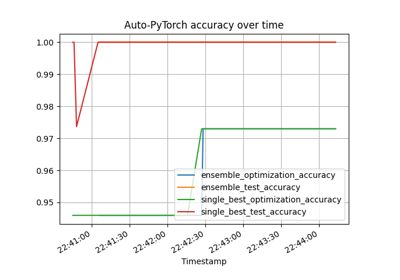 Auto-PyTorch accuracy over time
1.00
0.99
0.98
0.97
0.96
0.95
ensemble_optimization_accuracy
ensemble_test_accuracy
single_best_optimization_accuracy
single_best_test_accuracy
22:41:00
22:41:30
22:42:00
22:42:30
22:43:00
22:43:30
22:44:00
Timestamp